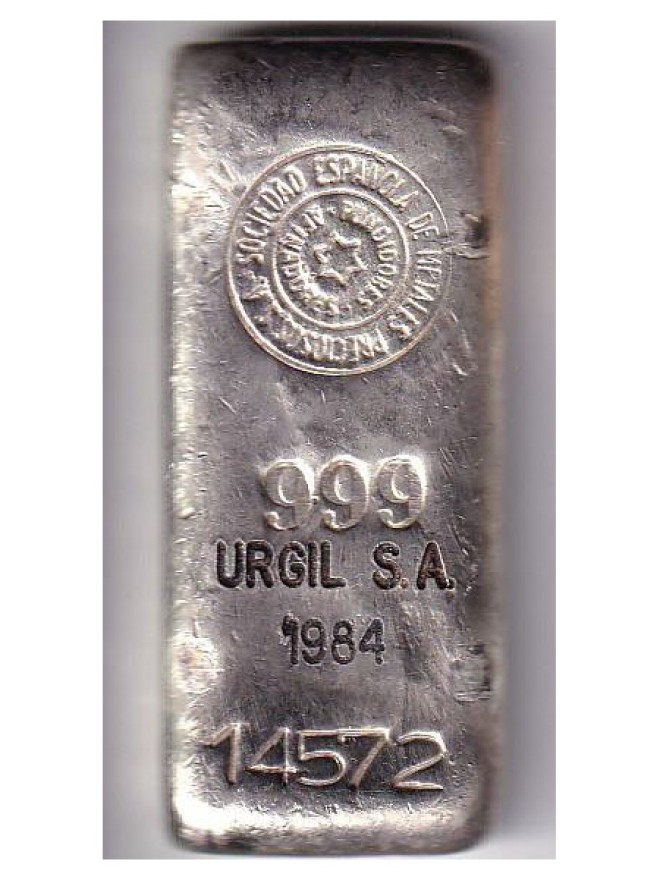 SOCIEDAD ESPAÑOLA DE METALES PRECIOSOS S.A.
FUNDIDORES
999
URGIL S.A.
1984
14572